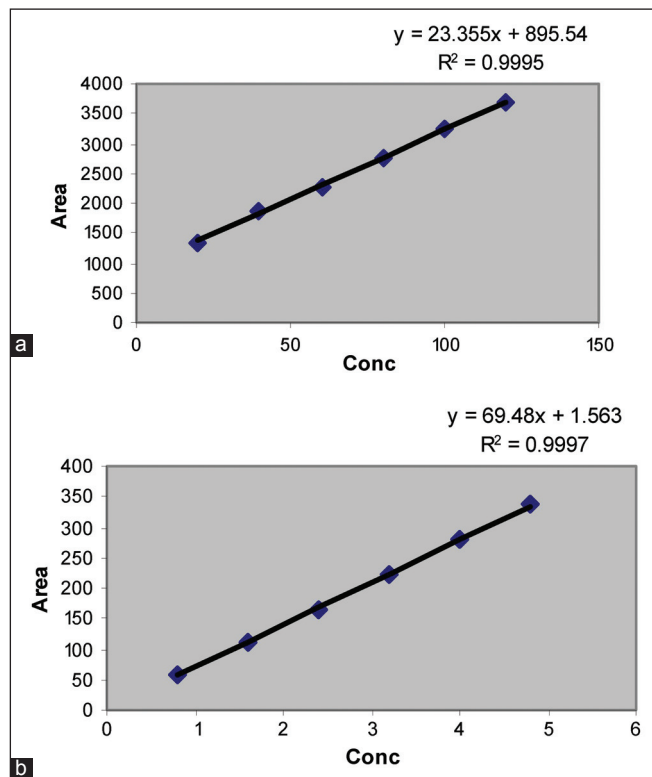 y = 23.355x + 895.54
R² = 0.9995
4000
3500
3000
2500
2000
1500
1000
500
0
Area
0 50 100 150
Conc
a
y = 69.48x + 1.563
R² = 0.9997
400
350
300
250
200
150
100
50
0
Area
0 1 2 3 4 5 6
Conc
b